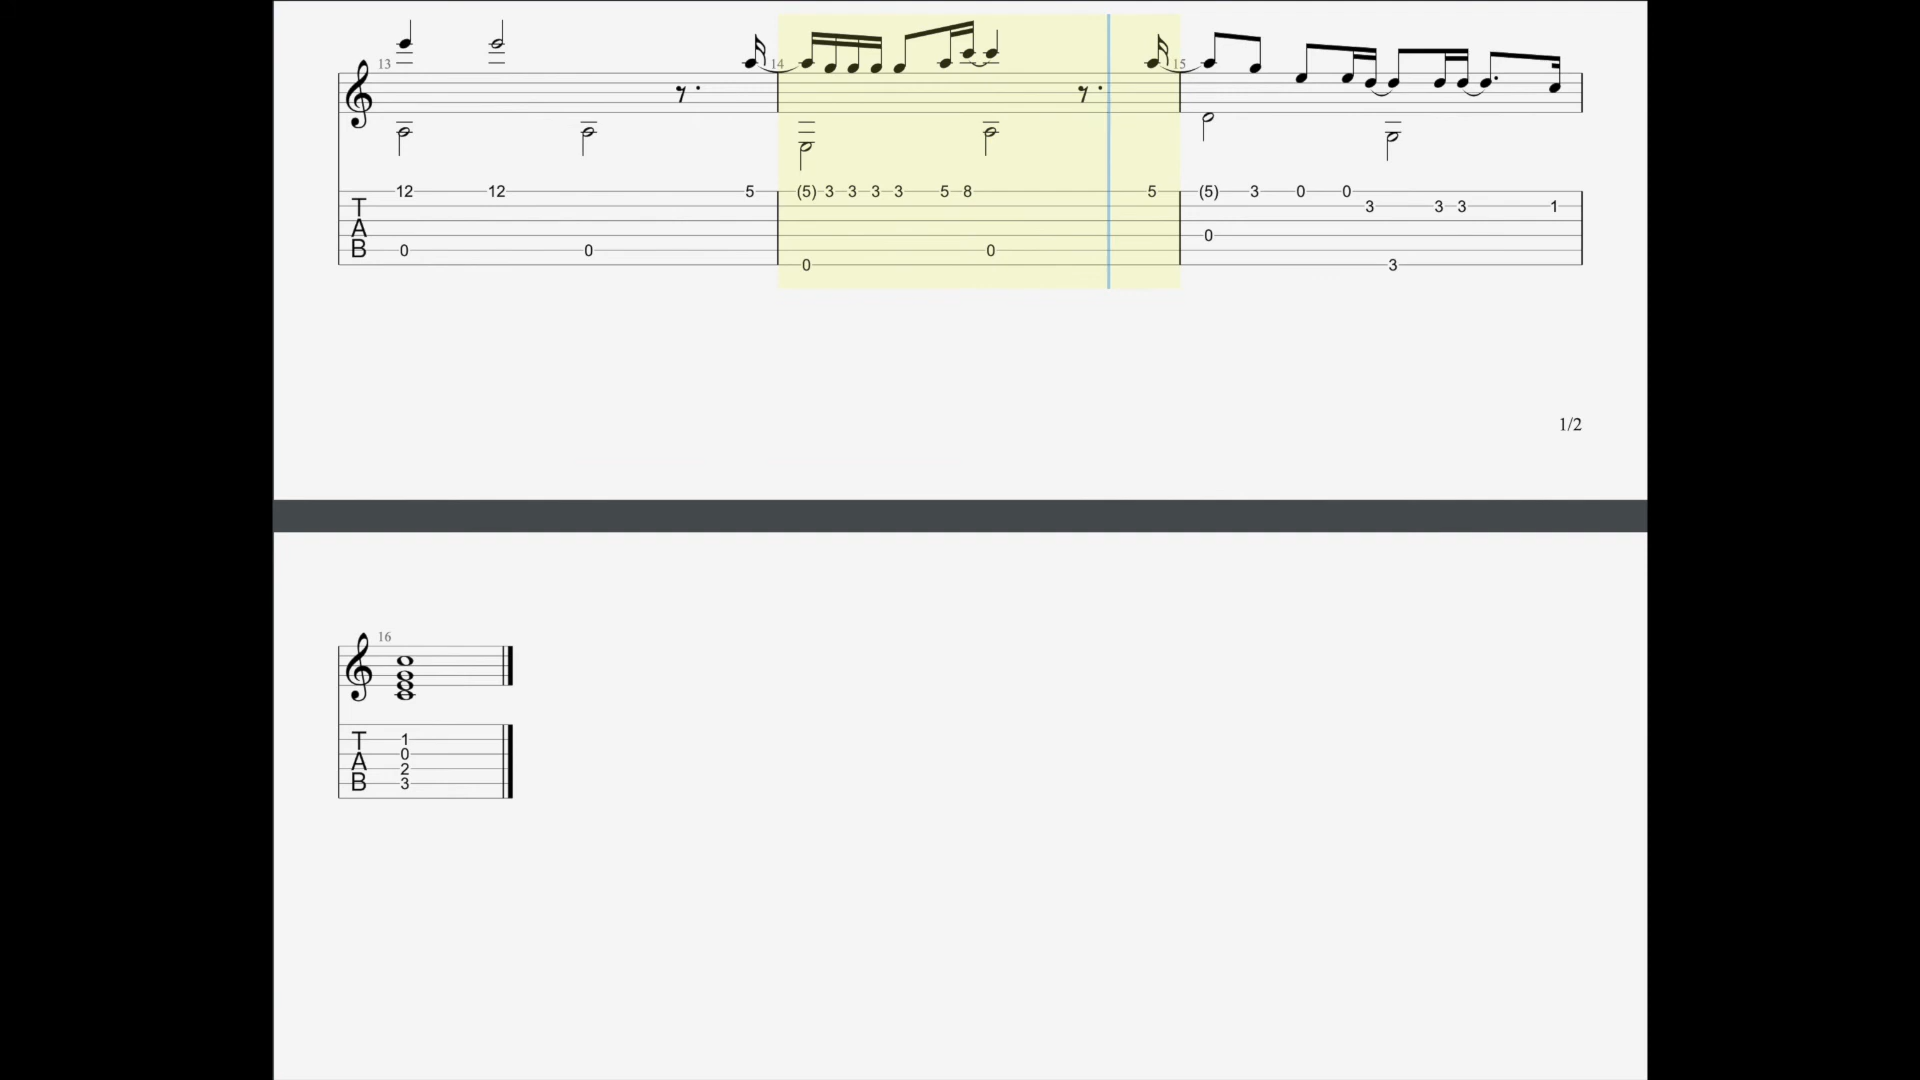 13 14 15
12 12 5 (5) 3 3 3 3 5 8 5 (5) 3 0 0
T 3 3 3 1
A 0
B 0 0 0
0 3
1/2
16
T 1
0
A 2
B 3